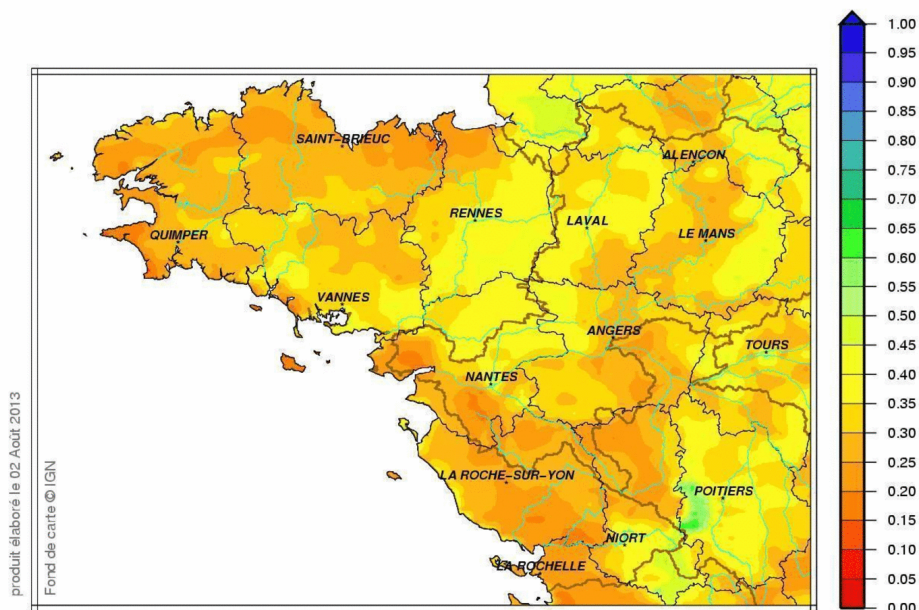 SAINT-BRIEUC
ALENÇON
RENNES
LAVAL
QUIMPER
LE MANS
VANNES
ANGERS
TOURS
NANTES
LA ROCHE-SUR-YON
POITIERS
NIORT
LA ROCHELLE
produit élaboré le 02 Août 2013
Fond de carte © IGN
1.00
0.95
0.90
0.85
0.80
0.75
0.70
0.65
0.60
0.55
0.50
0.45
0.40
0.35
0.30
0.25
0.20
0.15
0.10
0.05
0.00